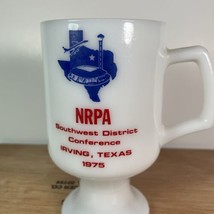 NRPA
Southwest District
Conference
IRVING, TEXAS
1975